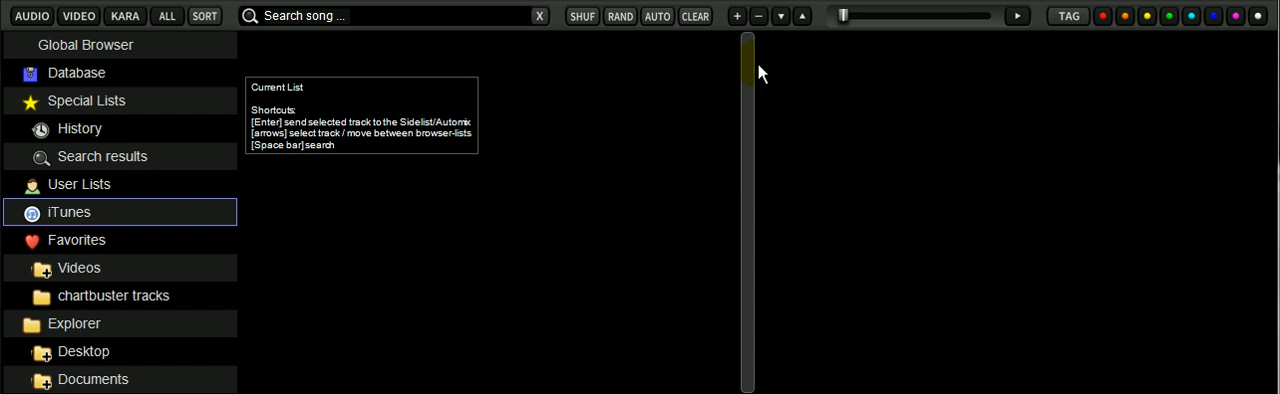 AUDIO VIDEO KARA ALL SORT Search song ... X SHUF RAND AUTO CLEAR + − ▼ ▲ ► TAG
Global Browser
Database
Special Lists
History
Search results
User Lists
iTunes
Favorites
Videos
chartbuster tracks
Explorer
Desktop
Documents
Current List
Shortcuts:
[Enter] send selected track to the Sidelist/Automix
[arrows] select track / move between browser-lists
[Space bar] search